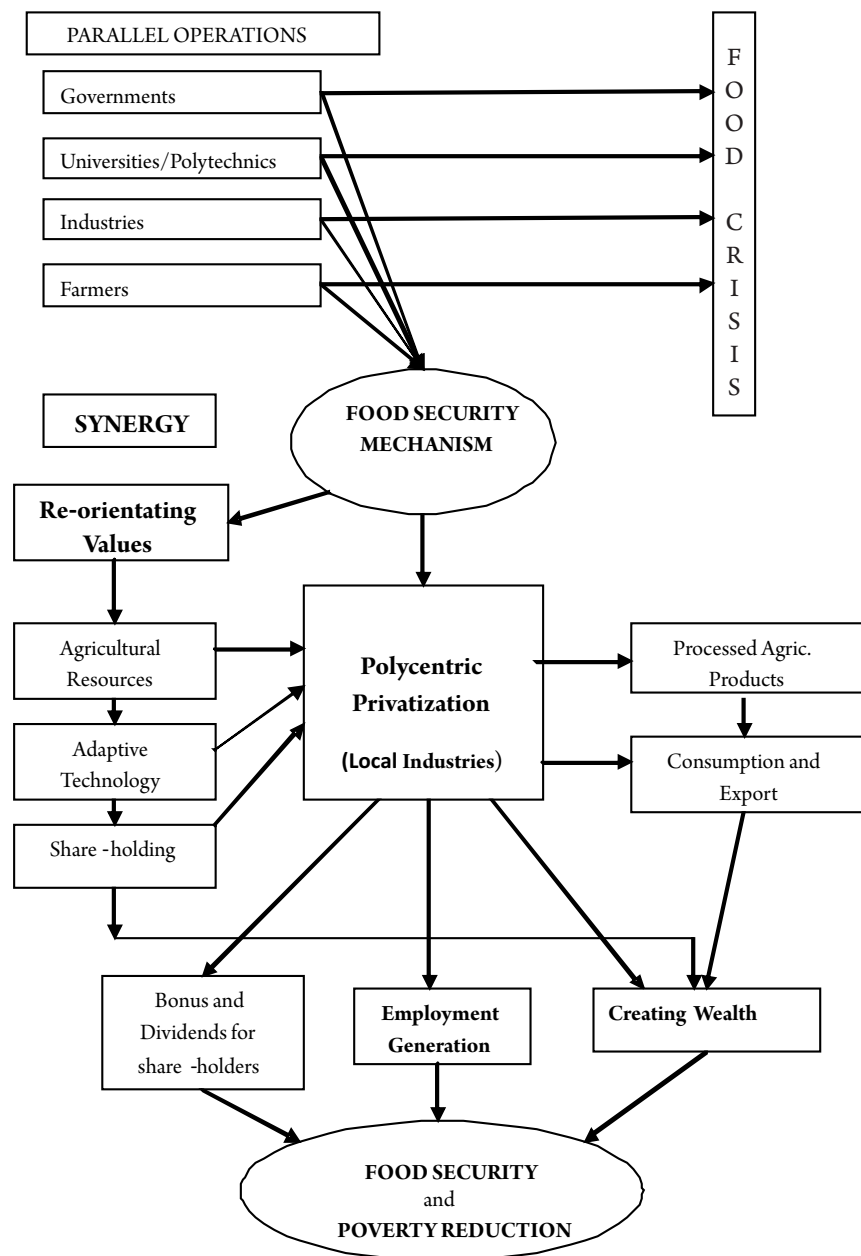 PARALLEL OPERATIONS
Governments
Universities/Polytechnics
Industries
Farmers
FOOD CRISIS
SYNERGY
FOOD SECURITY
MECHANISM
Re-orientating
Values
Agricultural
Resources
Adaptive
Technology
Share -holding
Polycentric
Privatization
(Local Industries)
Processed Agric.
Products
Consumption and
Export
Bonus and
Dividends for
share -holders
Employment
Generation
Creating Wealth
FOOD SECURITY
and
POVERTY REDUCTION